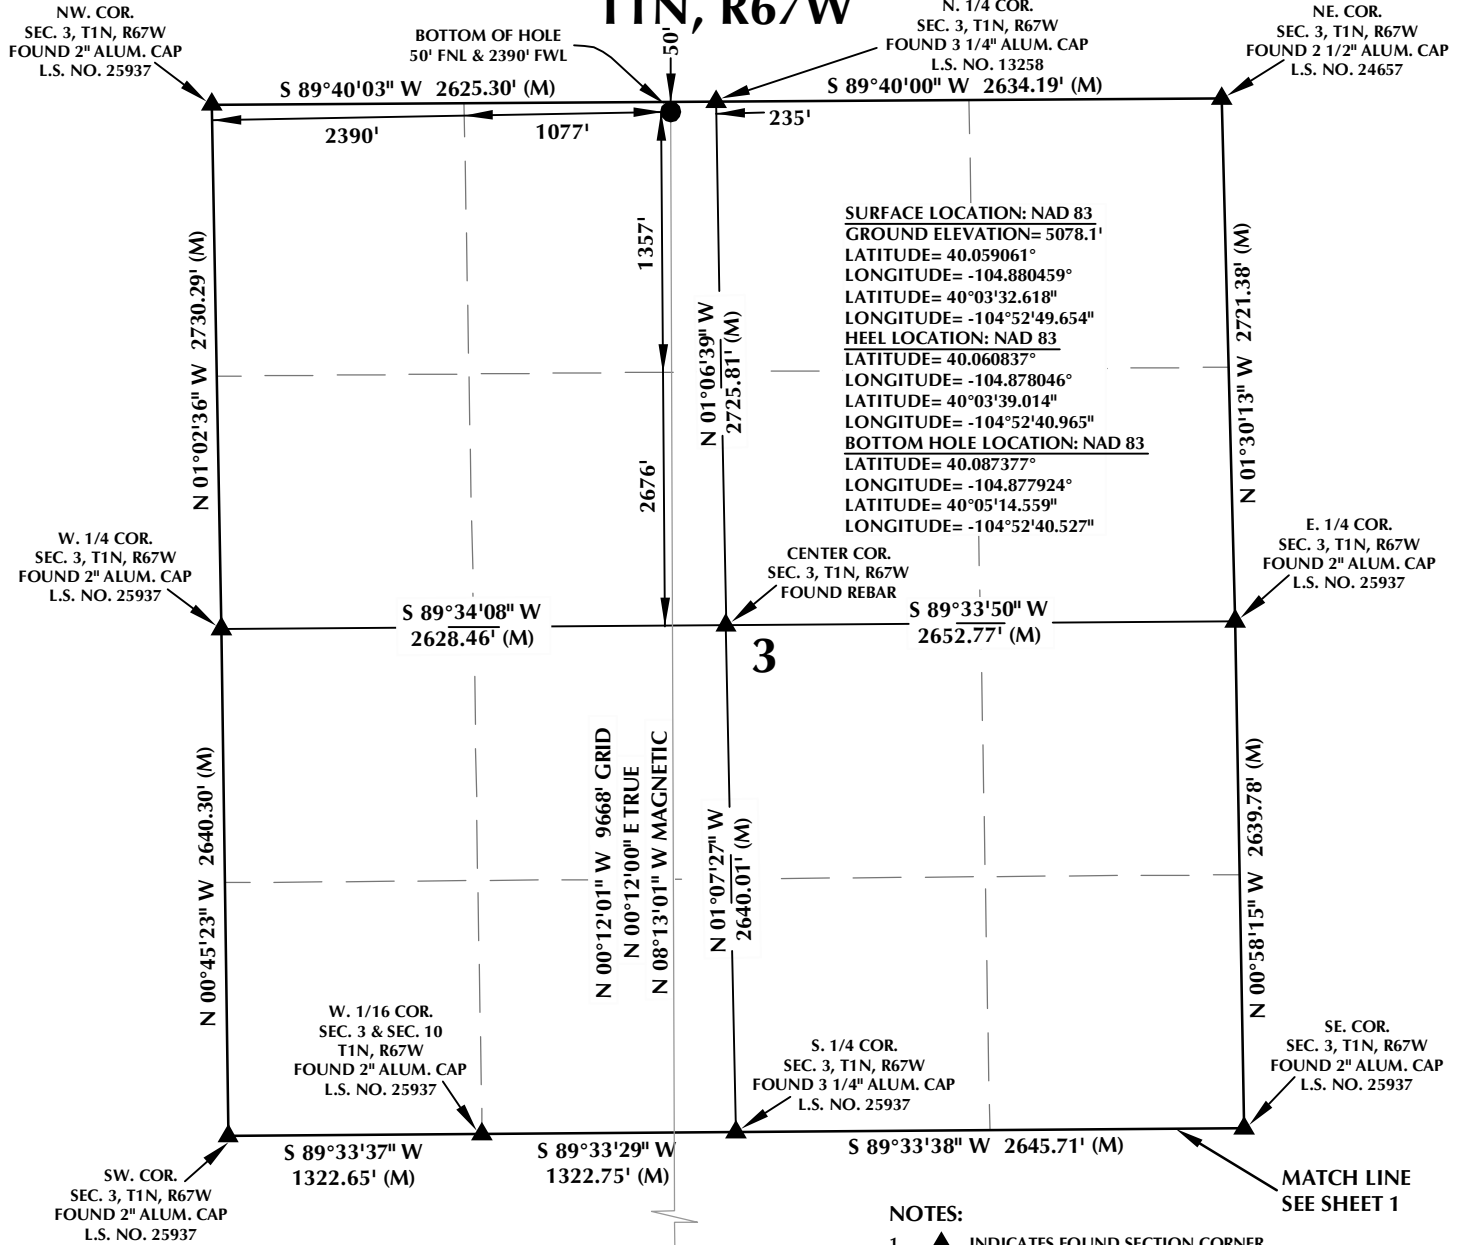 T1N, R67W
NW. COR.
SEC. 3, T1N, R67W
FOUND 2" ALUM. CAP
L.S. NO. 25937
BOTTOM OF HOLE
50' FNL & 2390' FWL
50'
N. 1/4 COR.
SEC. 3, T1N, R67W
FOUND 3 1/4" ALUM. CAP
L.S. NO. 13258
NE. COR.
SEC. 3, T1N, R67W
FOUND 2 1/2" ALUM. CAP
L.S. NO. 24657
S 89°40'03" W 2625.30' (M)
S 89°40'00" W 2634.19' (M)
2390'
1077'
235'
1357'
2676'
N 01°02'36" W 2730.29' (M)
N 01°06'39" W
2725.81' (M)
N 01°30'13" W 2721.38' (M)
SURFACE LOCATION: NAD 83
GROUND ELEVATION= 5078.1'
LATITUDE= 40.059061°
LONGITUDE= -104.880459°
LATITUDE= 40°03'32.618"
LONGITUDE= -104°52'49.654"
HEEL LOCATION: NAD 83
LATITUDE= 40.060837°
LONGITUDE= -104.878046°
LATITUDE= 40°03'39.014"
LONGITUDE= -104°52'40.965"
BOTTOM HOLE LOCATION: NAD 83
LATITUDE= 40.087377°
LONGITUDE= -104.877924°
LATITUDE= 40°05'14.559"
LONGITUDE= -104°52'40.527"
W. 1/4 COR.
SEC. 3, T1N, R67W
FOUND 2" ALUM. CAP
L.S. NO. 25937
CENTER COR.
SEC. 3, T1N, R67W
FOUND REBAR
E. 1/4 COR.
SEC. 3, T1N, R67W
FOUND 2" ALUM. CAP
L.S. NO. 25937
S 89°34'08" W
2628.46' (M)
S 89°33'50" W
2652.77' (M)
3
N 00°45'23" W 2640.30' (M)
N 00°12'01" W 9668' GRID
N 00°12'00" E TRUE
N 08°13'01" W MAGNETIC
N 01°07'27" W
2640.01' (M)
N 00°58'15" W 2639.78' (M)
W. 1/16 COR.
SEC. 3 & SEC. 10
T1N, R67W
FOUND 2" ALUM. CAP
L.S. NO. 25937
S. 1/4 COR.
SEC. 3, T1N, R67W
FOUND 3 1/4" ALUM. CAP
L.S. NO. 25937
SE. COR.
SEC. 3, T1N, R67W
FOUND 2" ALUM. CAP
L.S. NO. 25937
S 89°33'37" W
1322.65' (M)
S 89°33'29" W
1322.75' (M)
S 89°33'38" W 2645.71' (M)
SW. COR.
SEC. 3, T1N, R67W
FOUND 2" ALUM. CAP
L.S. NO. 25937
MATCH LINE
SEE SHEET 1
NOTES:
1. INDICATES FOUND SECTION CORNER